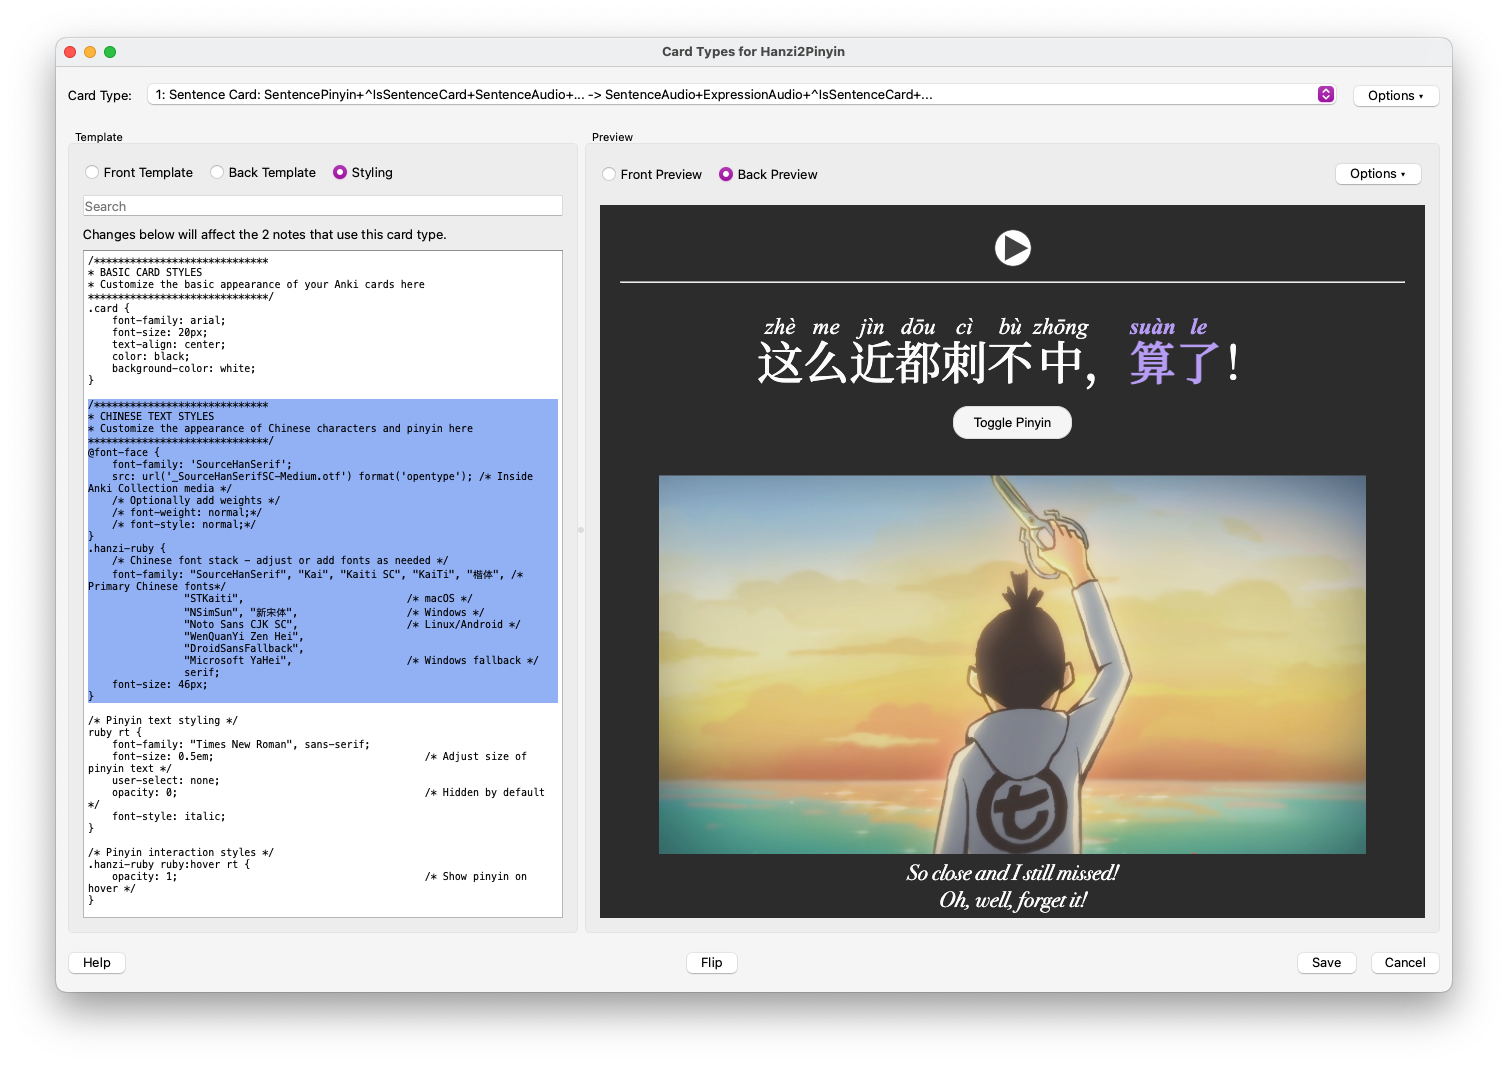 Card Types for Hanzi2Pinyin
Card Type:
1: Sentence Card: SentencePinyin+^IsSentenceCard+SentenceAudio+... -> SentenceAudio+ExpressionAudio+^IsSentenceCard+...
Options
Template
Front Template
Back Template
Styling
Search
Changes below will affect the 2 notes that use this card type.
/*****************************
* BASIC CARD STYLES
* Customize the basic appearance of your Anki cards here
******************************/
.card {
    font-family: arial;
    font-size: 20px;
    text-align: center;
    color: black;
    background-color: white;
}
/*****************************
* CHINESE TEXT STYLES
* Customize the appearance of Chinese characters and pinyin here
******************************/
@font-face {
    font-family: 'SourceHanSerif';
    src: url('_SourceHanSerifSC-Medium.otf') format('opentype'); /* Inside
Anki Collection media */
    /* Optionally add weights */
    /* font-weight: normal;*/
    /* font-style: normal;*/
}
.hanzi-ruby {
    /* Chinese font stack - adjust or add fonts as needed */
    font-family: "SourceHanSerif", "Kai", "Kaiti SC", "KaiTi", "楷体", /*
Primary Chinese fonts*/
                "STKaiti",                           /* macOS */
                "NSimSun", "新宋体",                  /* Windows */
                "Noto Sans CJK SC",                  /* Linux/Android */
                "WenQuanYi Zen Hei",
                "DroidSansFallback",
                "Microsoft YaHei",                   /* Windows fallback */
                serif;
    font-size: 46px;
}
/* Pinyin text styling */
ruby rt {
    font-family: "Times New Roman", sans-serif;
    font-size: 0.5em;                                   /* Adjust size of
pinyin text */
    user-select: none;
    opacity: 0;                                         /* Hidden by default
*/
    font-style: italic;
}
/* Pinyin interaction styles */
.hanzi-ruby ruby:hover rt {
    opacity: 1;                                         /* Show pinyin on
hover */
}
Preview
Front Preview
Back Preview
Options
zhè me jìn dōu cì bù zhōng suàn le
这么近都刺不中，算了！
Toggle Pinyin
七
So close and I still missed!
Oh, well, forget it!
Help
Flip
Save
Cancel